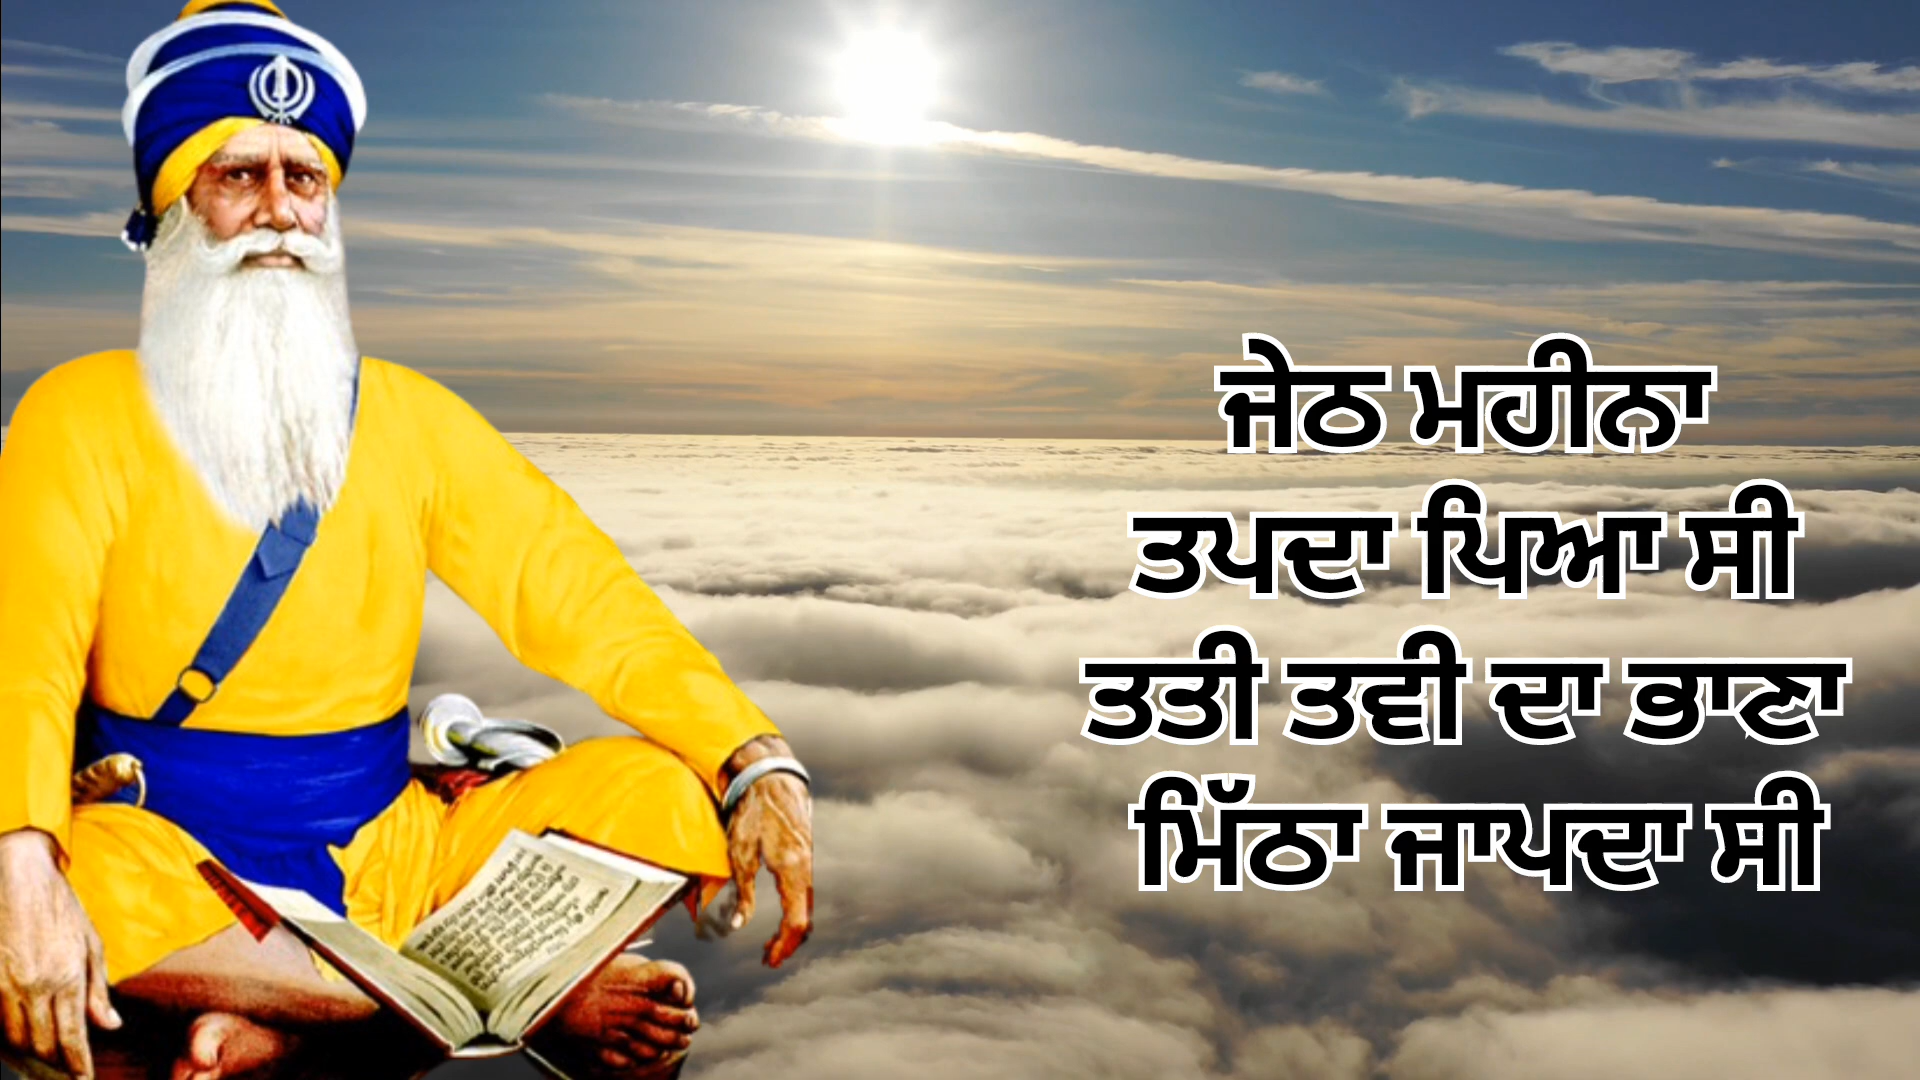 ਜੇਠ ਮਹੀਨਾ
ਤਪਦਾ ਪਿਆ ਸੀ
ਤਤੀ ਤਵੀ ਦਾ ਭਾਣਾ
ਮਿੱਠਾ ਜਾਪਦਾ ਸੀ